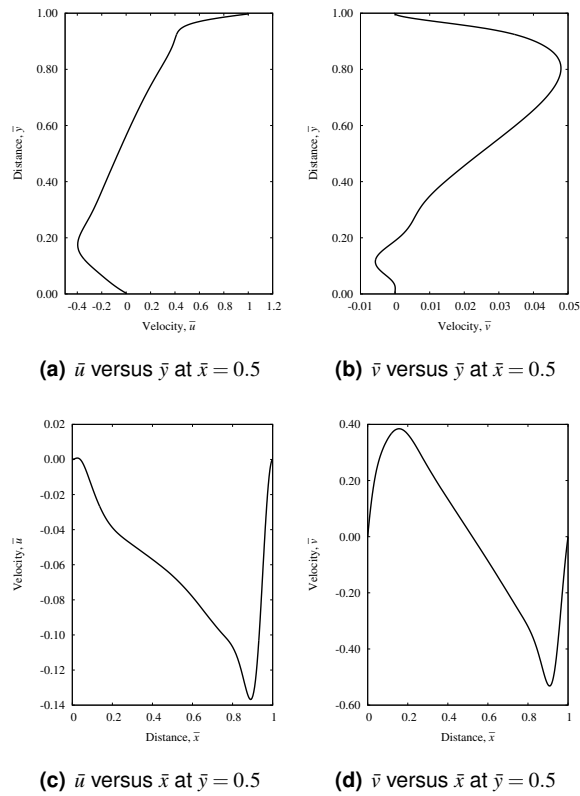 1.00
0.80
0.60
0.40
0.20
0.00
Distance, ȳ
-0.4 -0.2 0 0.2 0.4 0.6 0.8 1 1.2
Velocity, ū
(a) ū versus ȳ at x̄ = 0.5
1.00
0.80
0.60
0.40
0.20
0.00
Distance, ȳ
-0.01 0 0.01 0.02 0.03 0.04 0.05
Velocity, v̄
(b) v̄ versus ȳ at x̄ = 0.5
0.02
0.00
-0.02
-0.04
-0.06
-0.08
-0.10
-0.12
-0.14
Velocity, ū
0 0.2 0.4 0.6 0.8 1
Distance, x̄
(c) ū versus x̄ at ȳ = 0.5
0.40
0.20
0.00
-0.20
-0.40
-0.60
Velocity, v̄
0 0.2 0.4 0.6 0.8 1
Distance, x̄
(d) v̄ versus x̄ at ȳ = 0.5